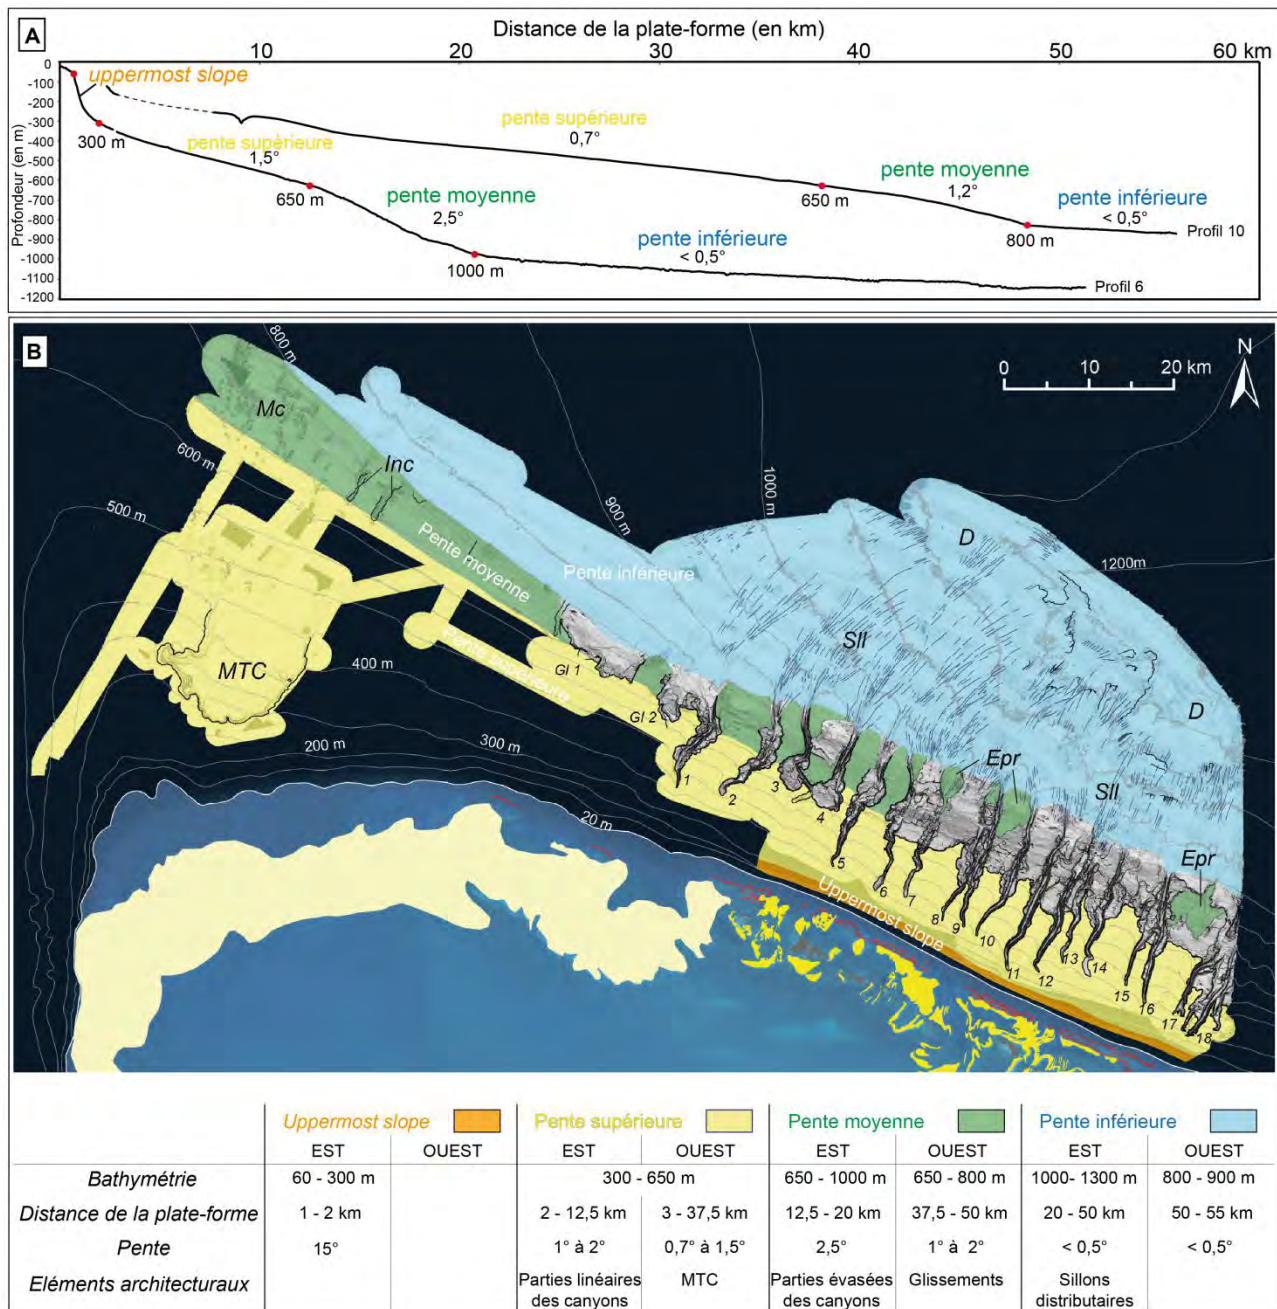 A
Distance de la plate-forme (en km)
10 20 30 40 50 60 km
Profondeur (en m)
0
-100
-200
-300
-400
-500
-600
-700
-800
-900
-1000
-1100
-1200
uppermost slope
300 m
pente supérieure
1,5°
650 m
pente moyenne
2,5°
1000 m
pente inférieure
< 0,5°
Profil 6
pente supérieure
0,7°
650 m
pente moyenne
1,2°
800 m
pente inférieure
< 0,5°
Profil 10
B
800 m
0 10 20 km
N
Mc
Inc
600 m
500 m
900 m
1000 m
1200m
D
Pente moyenne
Pente inférieure
Sll
MTC
400 m
Pente supérieure
Gl 1
Gl 2
D
200 m
300 m
20 m
Epr
Sll
Epr
Uppermost slope
1
2
3
4
5
6
7
8
9
10
11
12
13
14
15
16
17
18
Uppermost slope Pente supérieure Pente moyenne Pente inférieure
EST OUEST EST OUEST EST OUEST EST OUEST
Bathymétrie 60 - 300 m 300 - 650 m 650 - 1000 m 650 - 800 m 1000- 1300 m 800 - 900 m
Distance de la plate-forme 1 - 2 km 2 - 12,5 km 3 - 37,5 km 12,5 - 20 km 37,5 - 50 km 20 - 50 km 50 - 55 km
Pente 15° 1° à 2° 0,7° à 1,5° 2,5° 1° à 2° < 0,5° < 0,5°
Eléments architecturaux Parties linéaires MTC Parties évasées Glissements Sillons
des canyons des canyons distributaires